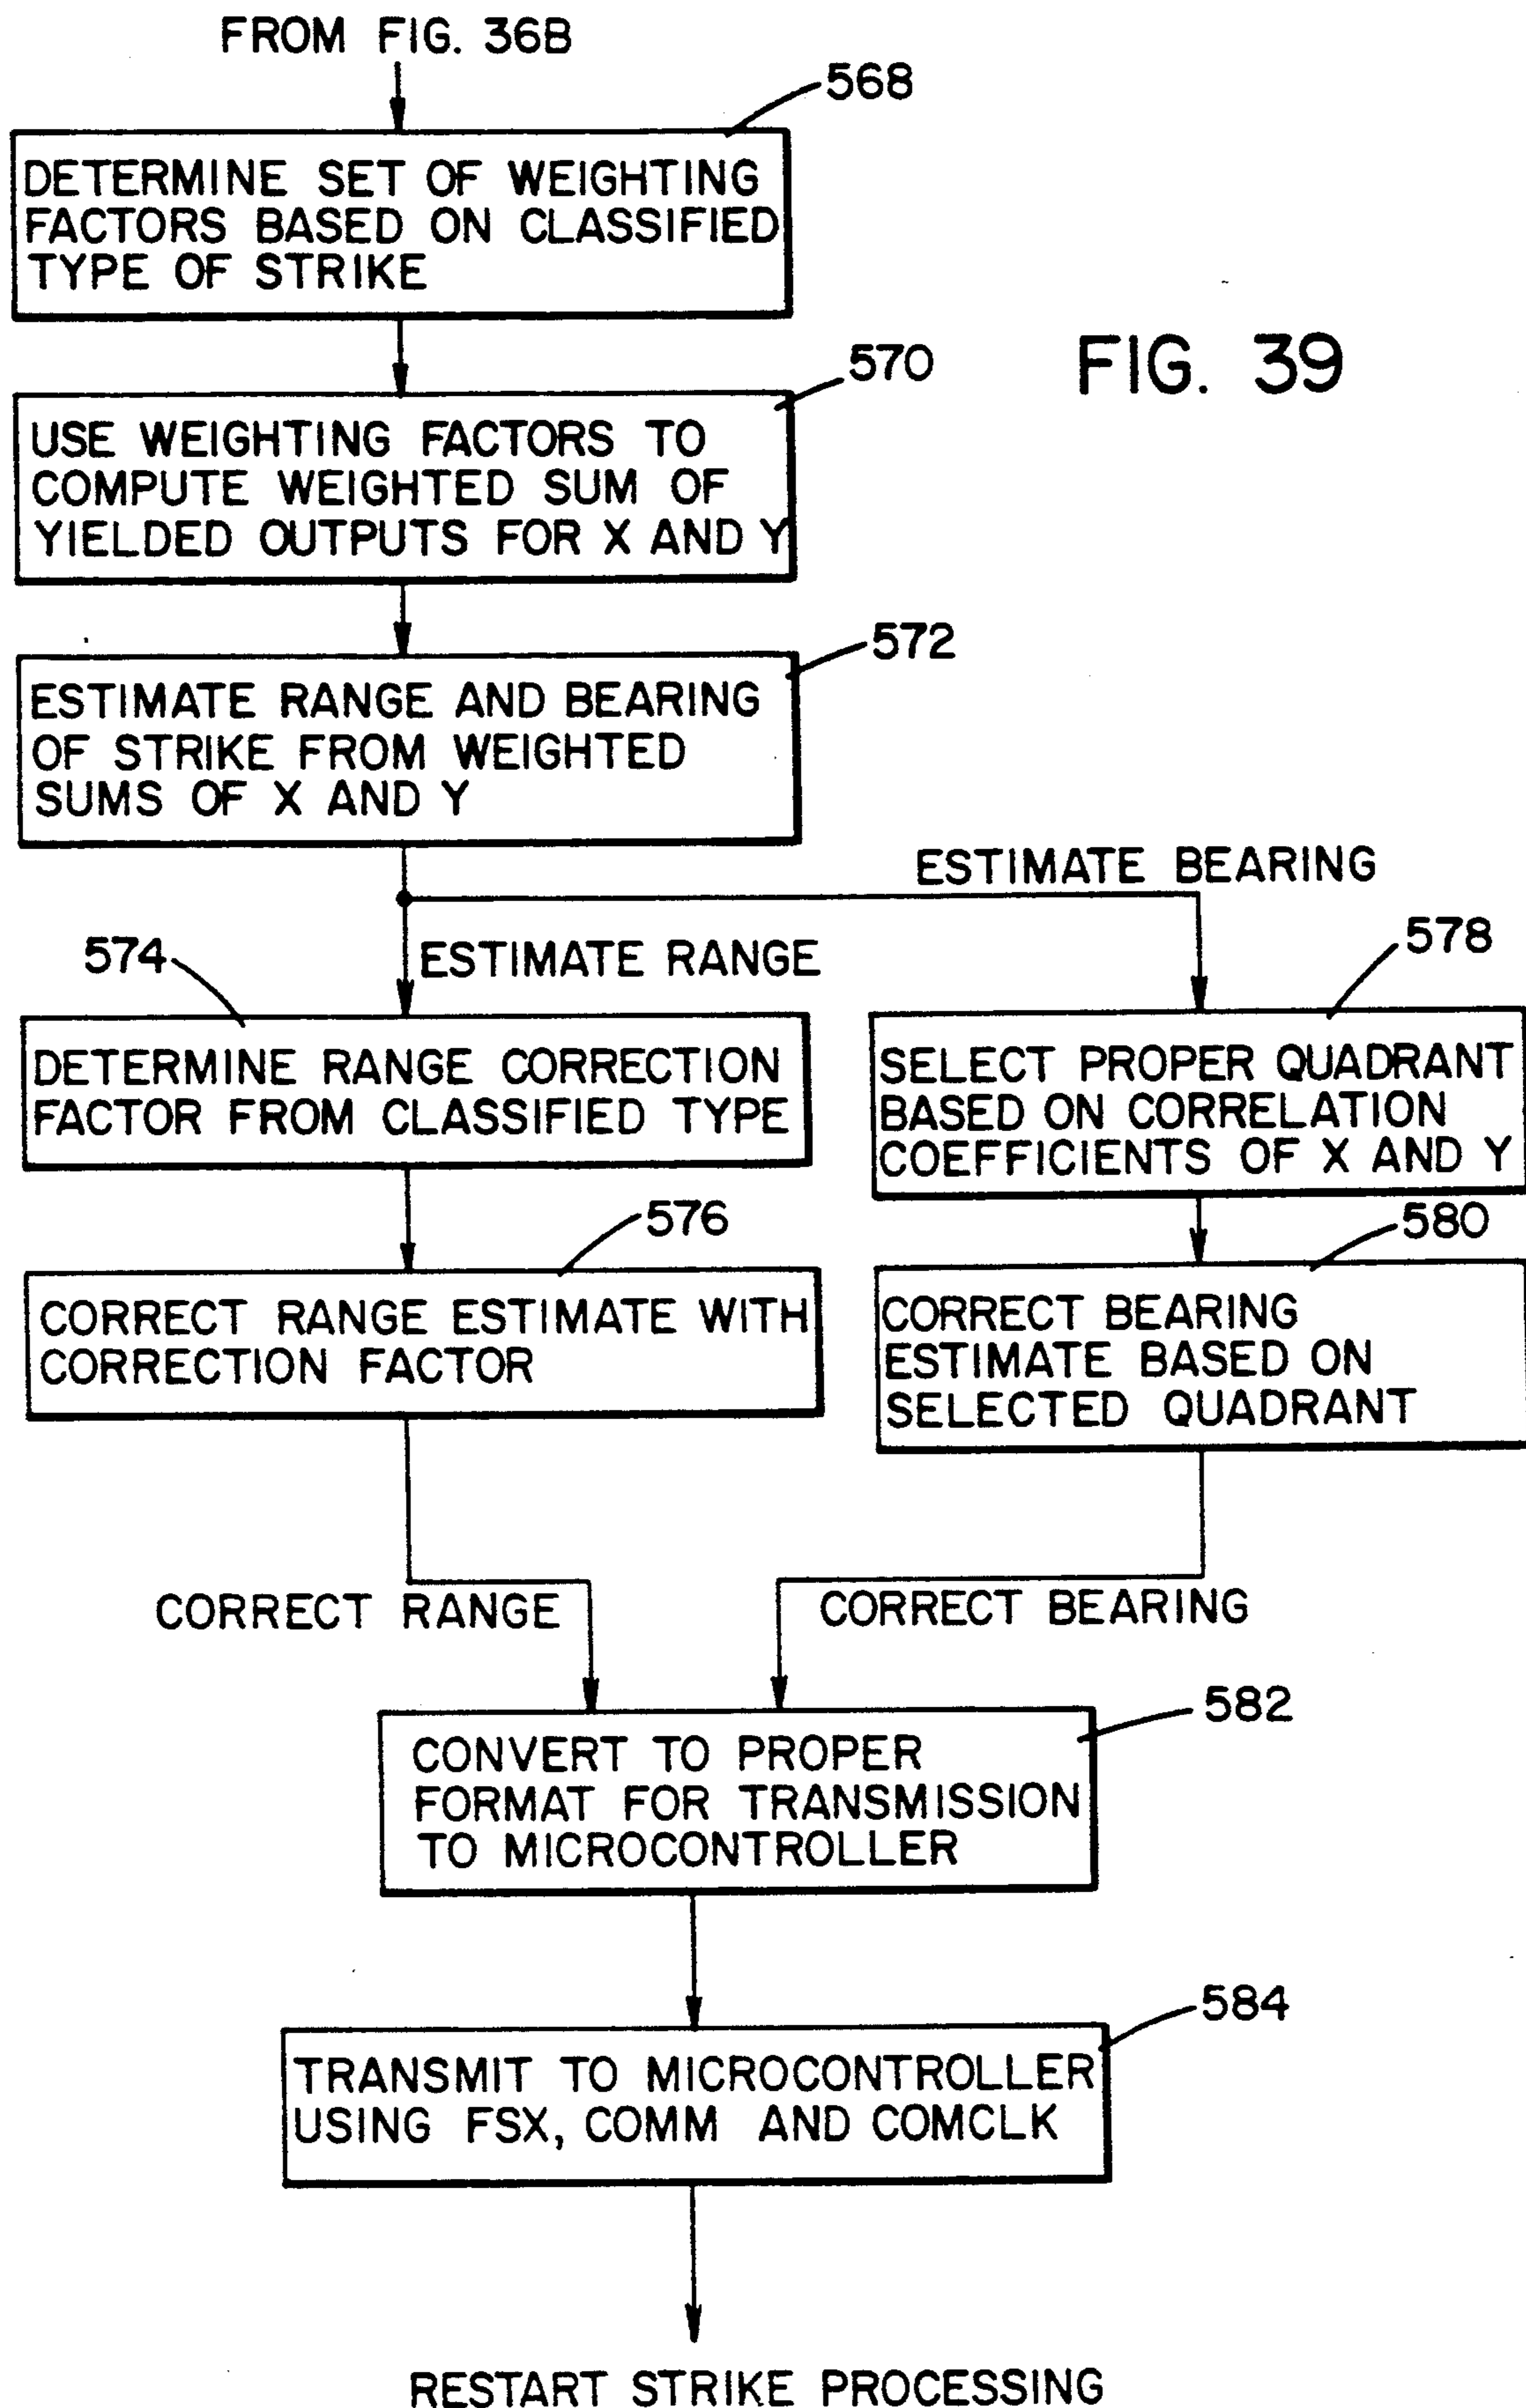 FROM FIG. 36B
568
DETERMINE SET OF WEIGHTING
FACTORS BASED ON CLASSIFIED
TYPE OF STRIKE
FIG. 39
570
USE WEIGHTING FACTORS TO
COMPUTE WEIGHTED SUM OF
YIELDED OUTPUTS FOR X AND Y
572
ESTIMATE RANGE AND BEARING
OF STRIKE FROM WEIGHTED
SUMS OF X AND Y
ESTIMATE BEARING
574
ESTIMATE RANGE
578
DETERMINE RANGE CORRECTION
FACTOR FROM CLASSIFIED TYPE
SELECT PROPER QUADRANT
BASED ON CORRELATION
COEFFICIENTS OF X AND Y
576
580
CORRECT RANGE ESTIMATE WITH
CORRECTION FACTOR
CORRECT BEARING
ESTIMATE BASED ON
SELECTED QUADRANT
CORRECT RANGE
CORRECT BEARING
582
CONVERT TO PROPER
FORMAT FOR TRANSMISSION
TO MICROCONTROLLER
584
TRANSMIT TO MICROCONTROLLER
USING FSX, COMM AND COMCLK
RESTART STRIKE PROCESSING